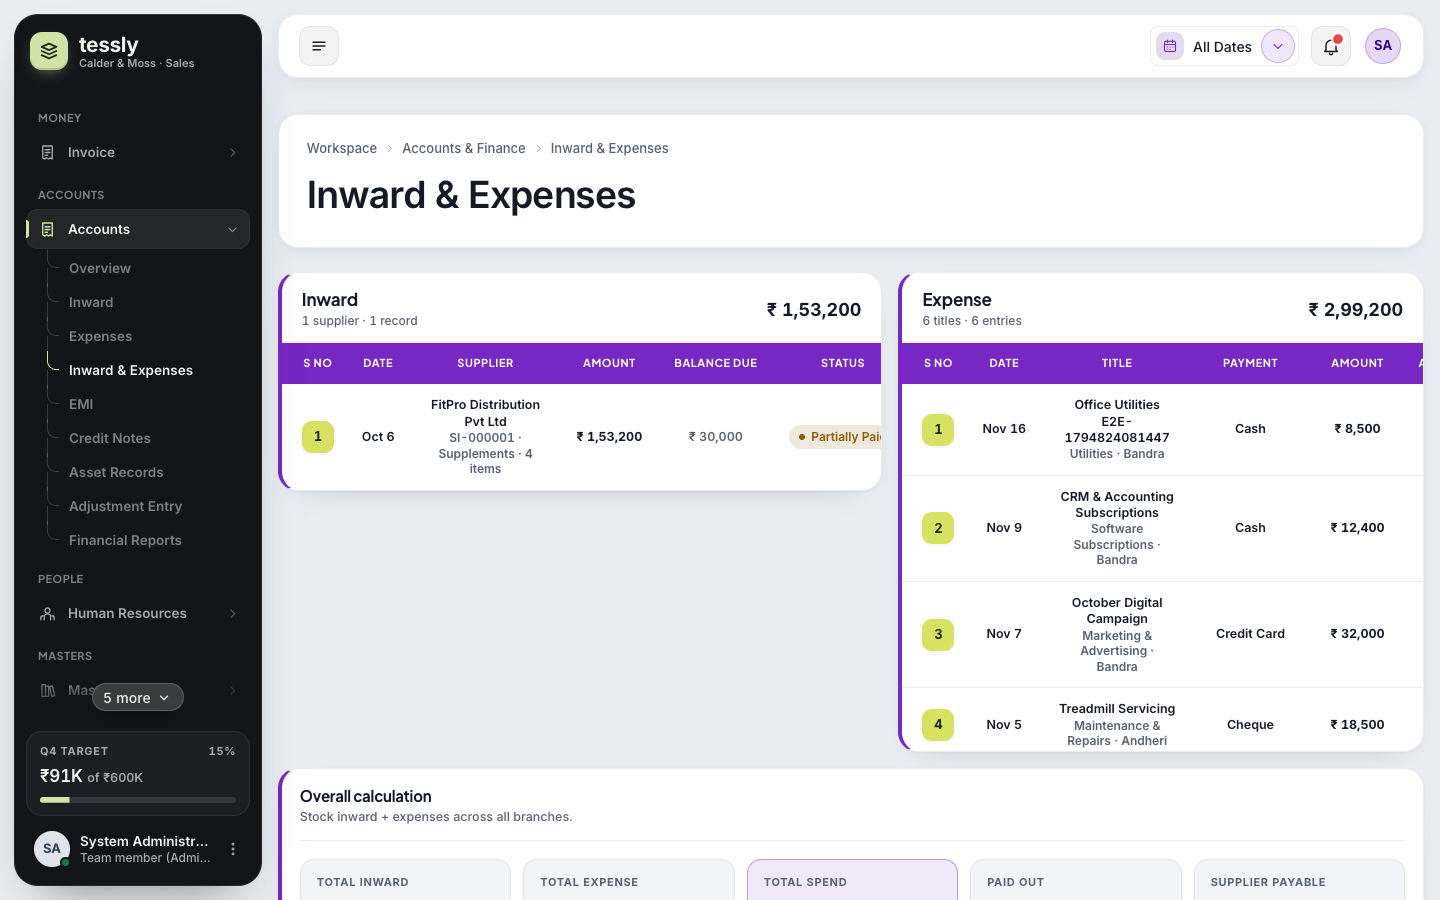 tessly
Calder & Moss · Sales
MONEY
Invoice
ACCOUNTS
Accounts
Overview
Inward
Expenses
Inward & Expenses
EMI
Credit Notes
Asset Records
Adjustment Entry
Financial Reports
PEOPLE
Human Resources
MASTERS
Mas
5 more
Q4 TARGET 15%
₹91K of ₹600K
SA
System Administr...
Team member (Admi...
All Dates
SA
Workspace > Accounts & Finance > Inward & Expenses
Inward & Expenses
Inward
1 supplier · 1 record
₹ 1,53,200
S NO DATE SUPPLIER AMOUNT BALANCE DUE STATUS
1 Oct 6 FitPro Distribution
Pvt Ltd
SI-000001 ·
Supplements · 4
items
₹ 1,53,200 ₹ 30,000 Partially Paid
Expense
6 titles · 6 entries
₹ 2,99,200
S NO DATE TITLE PAYMENT AMOUNT A
1 Nov 16 Office Utilities
E2E-
1794824081447
Utilities · Bandra
Cash ₹ 8,500
2 Nov 9 CRM & Accounting
Subscriptions
Software
Subscriptions ·
Bandra
Cash ₹ 12,400
3 Nov 7 October Digital
Campaign
Marketing &
Advertising ·
Bandra
Credit Card ₹ 32,000
4 Nov 5 Treadmill Servicing
Maintenance &
Repairs · Andheri
Cheque ₹ 18,500
Overall calculation
Stock inward + expenses across all branches.
TOTAL INWARD
TOTAL EXPENSE
TOTAL SPEND
PAID OUT
SUPPLIER PAYABLE